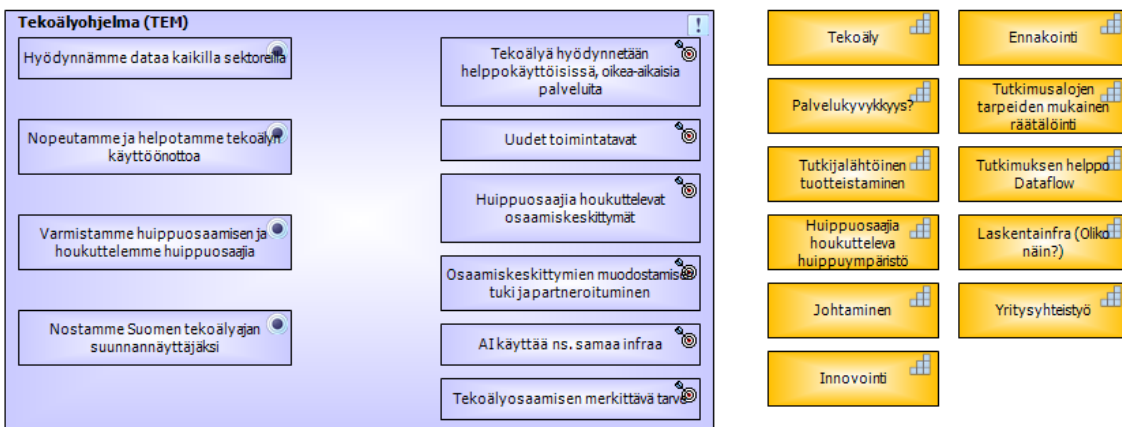 Tekoälyohjelma (TEM)
!
Hyödynnämme dataa kaikilla sektoreilla
Nopeutamme ja helpotamme tekoälyn
käyttöönottoa
Varmistamme huippuosaamisen ja
houkuttelemme huippuosaajia
Nostamme Suomen tekoälyajan
suunnannäyttäjäksi
Tekoälyä hyödynnetään
helppokäyttöisissä, oikea-aikaisia
palveluita
Uudet toimintatavat
Huippuosaajia houkuttelevat
osaamiskeskittymät
Osaamiskeskittymien muodostamisen
tuki ja partneroituminen
AI käyttää ns. samaa infraa
Tekoälyosaamisen merkittävä tarve
Tekoäly
Ennakointi
Palvelukyvykkyys?
Tutkimusalojen
tarpeiden mukainen
räätälöinti
Tutkijalähtöinen
tuotteistaminen
Tutkimuksen helppo
Dataflow
Huippuosaajia
houkutteleva
huippuympäristö
Laskentainfra (Oliko
näin?)
Johtaminen
Yritysyhteistyö
Innovointi